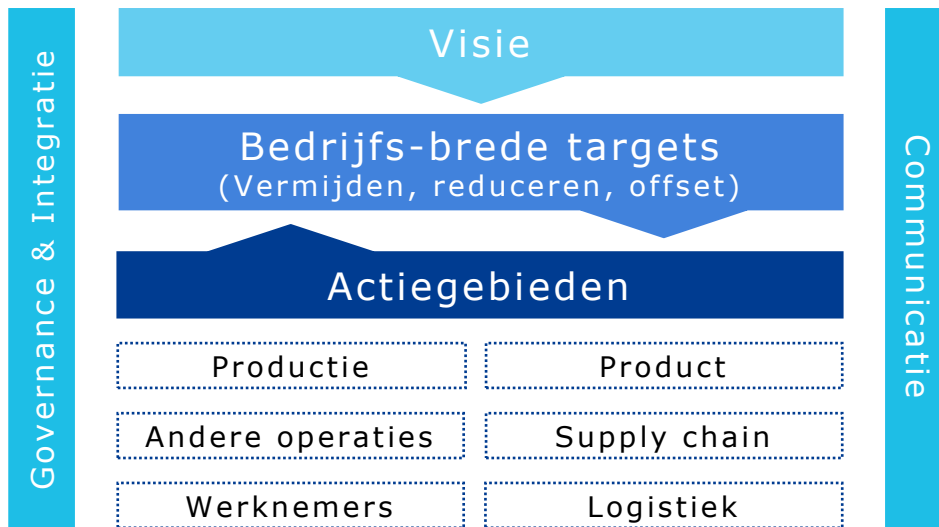 Governance & Integratie
Visie
Bedrijfs-brede targets
(Vermijden, reduceren, offset)
Actiegebieden
Productie
Product
Andere operaties
Supply chain
Werknemers
Logistiek
Communicatie